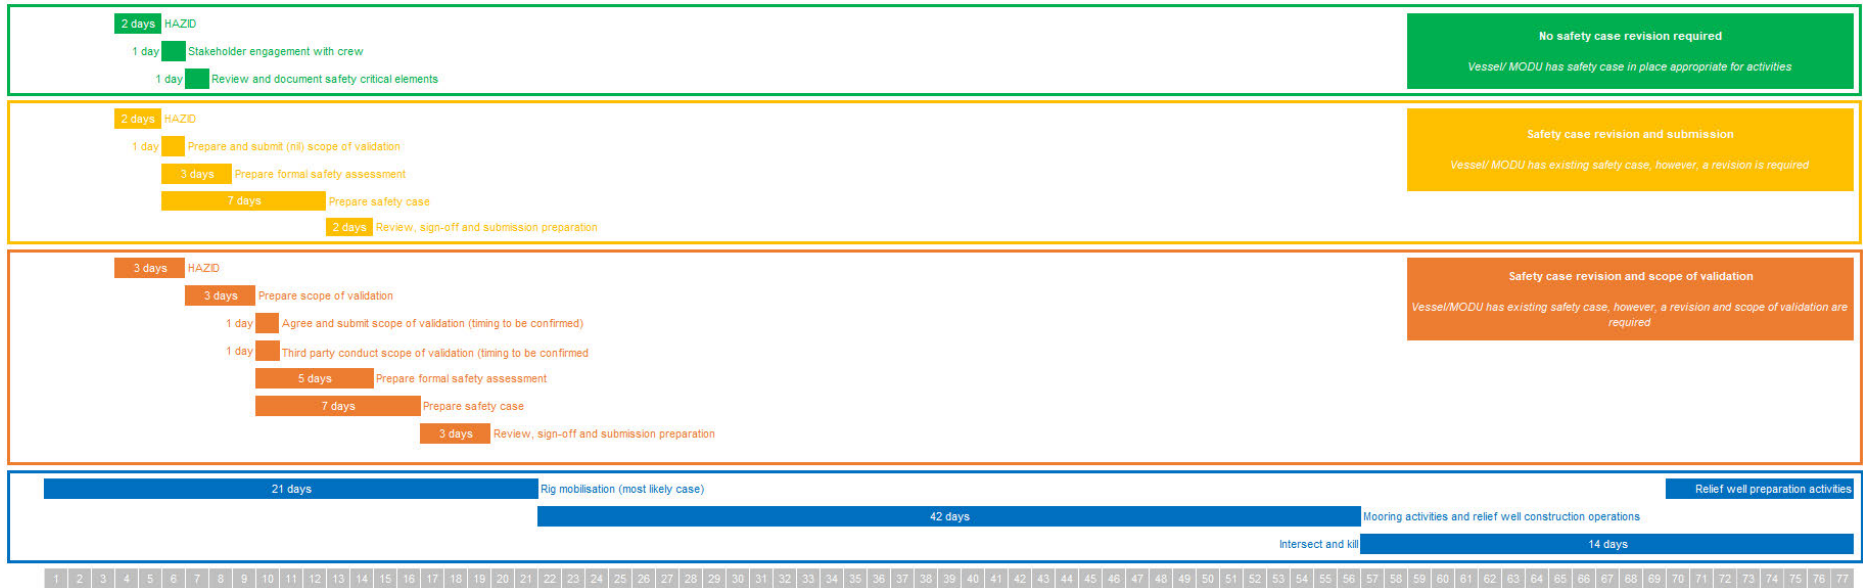 2 days HAZID
1 day Stakeholder engagement with crew
1 day Review and document safety critical elements
No safety case revision required
Vessel/ MODU has safety case in place appropriate for activities
2 days HAZID
1 day Prepare and submit (nil) scope of validation
3 days Prepare formal safety assessment
7 days Prepare safety case
2 days Review, sign-off and submission preparation
Safety case revision and submission
Vessel/ MODU has existing safety case, however, a revision is required
3 days HAZID
3 days Prepare scope of validation
1 day Agree and submit scope of validation (timing to be confirmed)
1 day Third party conduct scope of validation (timing to be confirmed
5 days Prepare formal safety assessment
7 days Prepare safety case
3 days Review, sign-off and submission preparation
Safety case revision and scope of validation
Vessel/MODU has existing safety case, however, a revision and scope of validation are
required
21 days Rig mobilisation (most likely case)
Relief well preparation activities
42 days Mooring activities and relief well construction operations
Intersect and kill 14 days
1 2 3 4 5 6 7 8 9 10 11 12 13 14 15 16 17 18 19 20 21 22 23 24 25 26 27 28 29 30 31 32 33 34 35 36 37 38 39 40 41 42 43 44 45 46 47 48 49 50 51 52 53 54 55 56 57 58 59 60 61 62 63 64 65 66 67 68 69 70 71 72 73 74 75 76 77